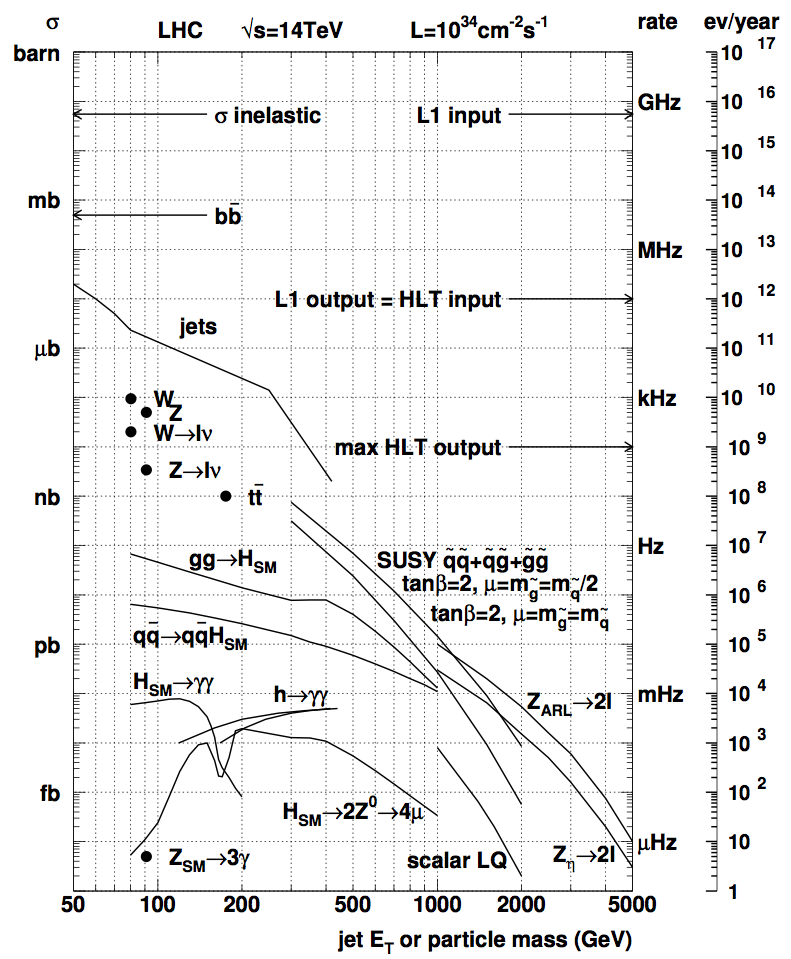 σ LHC √s=14TeV L=10³⁴cm⁻²s⁻¹ rate ev/year
barn 10¹⁷
GHz 10¹⁶
σ inelastic L1 input
10¹⁵
mb 10¹⁴
bb̄
MHz 10¹³
L1 output = HLT input 10¹²
jets
μb 10¹¹
W kHz 10¹⁰
Z
W→lν
max HLT output 10⁹
Z→lν
nb tt̄ 10⁸
gg→H_SM Hz 10⁷
SUSY q̃q̃+q̃g̃+g̃g̃
tanβ=2, μ=m_g̃=m_q̃/2 10⁶
tanβ=2, μ=m_g̃=m_q̃
qq̄→qq̄H_SM
pb 10⁵
H_SM→γγ
h→γγ mHz 10⁴
Z_ARL→2l
10³
fb 10²
H_SM→2Z⁰→4μ
μHz 10
Z_SM→3γ scalar LQ Z_η→2l
1
50 100 200 500 1000 2000 5000
jet E_T or particle mass (GeV)